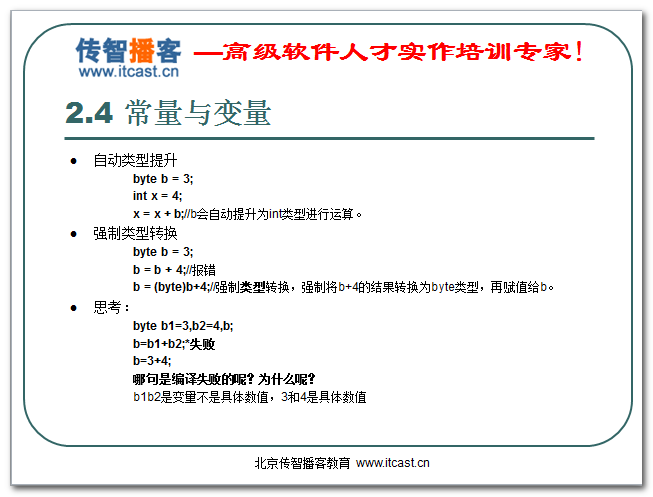 传智播客 —高级软件人才实作培训专家!
www.itcast.cn
2.4 常量与变量
● 自动类型提升
byte b = 3;
int x = 4;
x = x + b;//b会自动提升为int类型进行运算。
● 强制类型转换
byte b = 3;
b = b + 4;//报错
b = (byte)b+4;//强制类型转换，强制将b+4的结果转换为byte类型，再赋值给b。
● 思考：
byte b1=3,b2=4,b;
b=b1+b2;*失败
b=3+4;
哪句是编译失败的呢？为什么呢？
b1b2是变量不是具体数值，3和4是具体数值
北京传智播客教育 www.itcast.cn